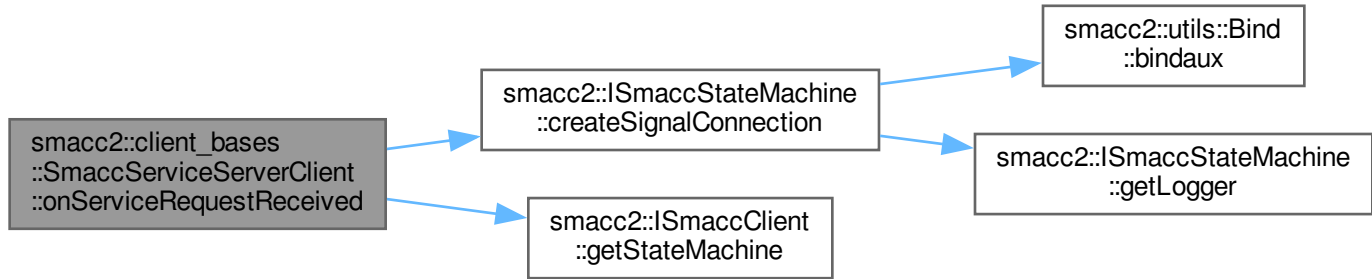 smacc2::client_bases
::SmaccServiceServerClient
::onServiceRequestReceived
smacc2::ISmaccStateMachine
::createSignalConnection
smacc2::utils::Bind
::bindaux
smacc2::ISmaccStateMachine
::getLogger
smacc2::ISmaccClient
::getStateMachine